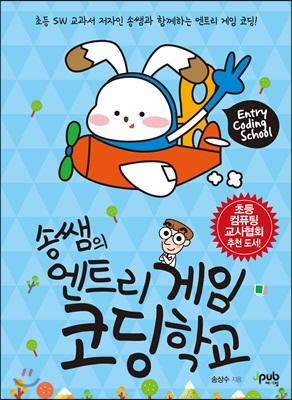 초등 SW 교과서 저자인 송쌤과 함께하는 엔트리 게임 코딩!
Entry
Coding
School
초등
컴퓨팅
교사협회
추천 도서!
송쌤의
엔트리 게임
코딩학교
송상수 지음
Jpub
제이펍